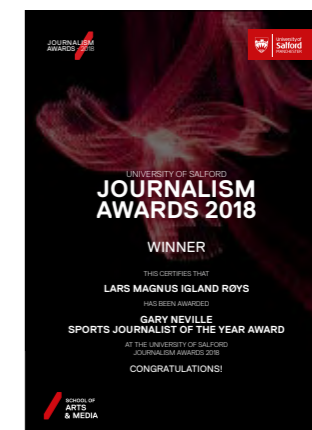 JOURNALISM
AWARDS - 2018
University of
Salford
MANCHESTER
UNIVERSITY OF SALFORD
JOURNALISM
AWARDS 2018
WINNER
THIS CERTIFIES THAT
LARS MAGNUS IGLAND RØYS
HAS BEEN AWARDED
GARY NEVILLE
SPORTS JOURNALIST OF THE YEAR AWARD
AT THE UNIVERSITY OF SALFORD
JOURNALISM AWARDS 2018
CONGRATULATIONS!
SCHOOL OF
ARTS
& MEDIA